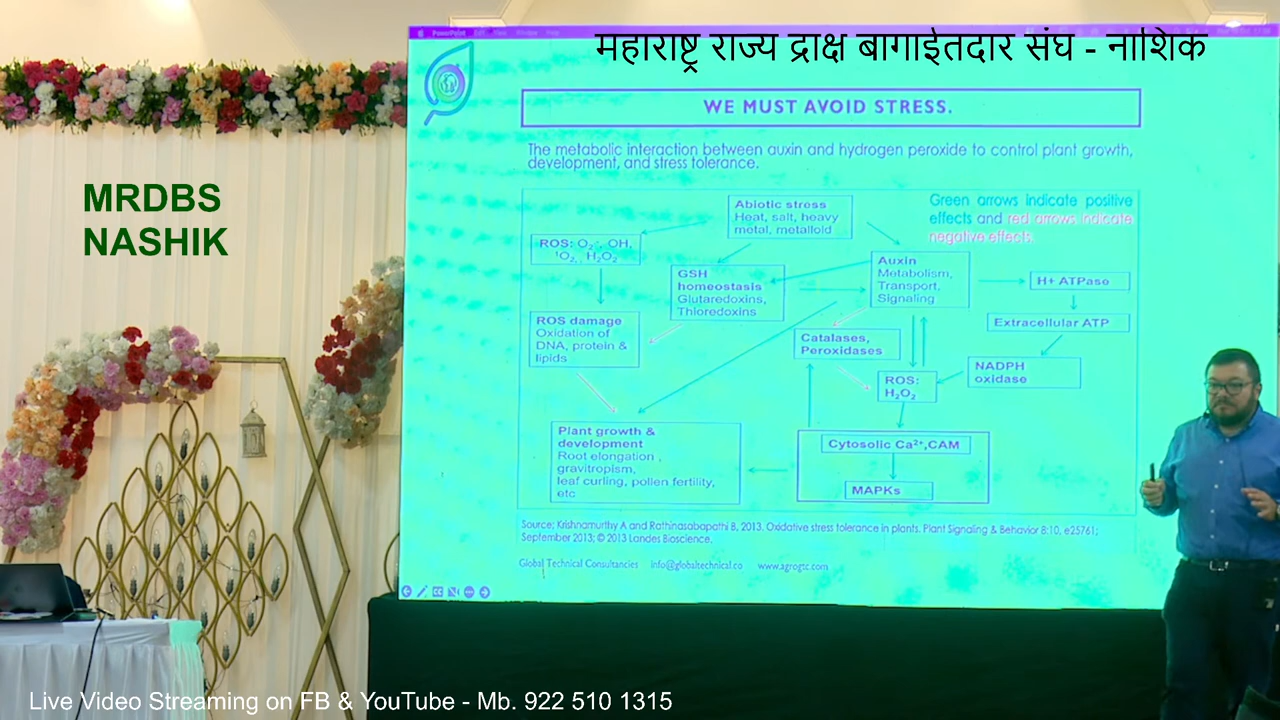 महाराष्ट्र राज्य द्राक्ष बागाईतदार संघ - नाशिक
MRDBS
NASHIK
WE MUST AVOID STRESS.
The metabolic interaction between auxin and hydrogen peroxide to control plant growth,
development, and stress tolerance.
Green arrows indicate positive
effects and red arrows indicate
negative effects.
Abiotic stress
Heat, salt, heavy
metal, metalloid
ROS: O₂⁻, OH,
¹O₂, H₂O₂
GSH
homeostasis
Glutaredoxins,
Thioredoxins
Auxin
Metabolism,
Transport,
Signaling
H+ ATPase
Extracellular ATP
NADPH
oxidase
ROS damage
Oxidation of
DNA, protein &
lipids
Catalases,
Peroxidases
ROS:
H₂O₂
Plant growth &
development
Root elongation ,
gravitropism,
leaf curling, pollen fertility,
etc
Cytosolic Ca²⁺,CAM
MAPKs
Source; Krishnamurthy A and Rathinasabapathi B, 2013. Oxidative stress tolerance in plants. Plant Signaling & Behavior 8:10, e25761;
September 2013; © 2013 Landes Bioscience.
Global Technical Consultancies info@globaltechnical.co www.agrogtc.com
Live Video Streaming on FB & YouTube - Mb. 922 510 1315